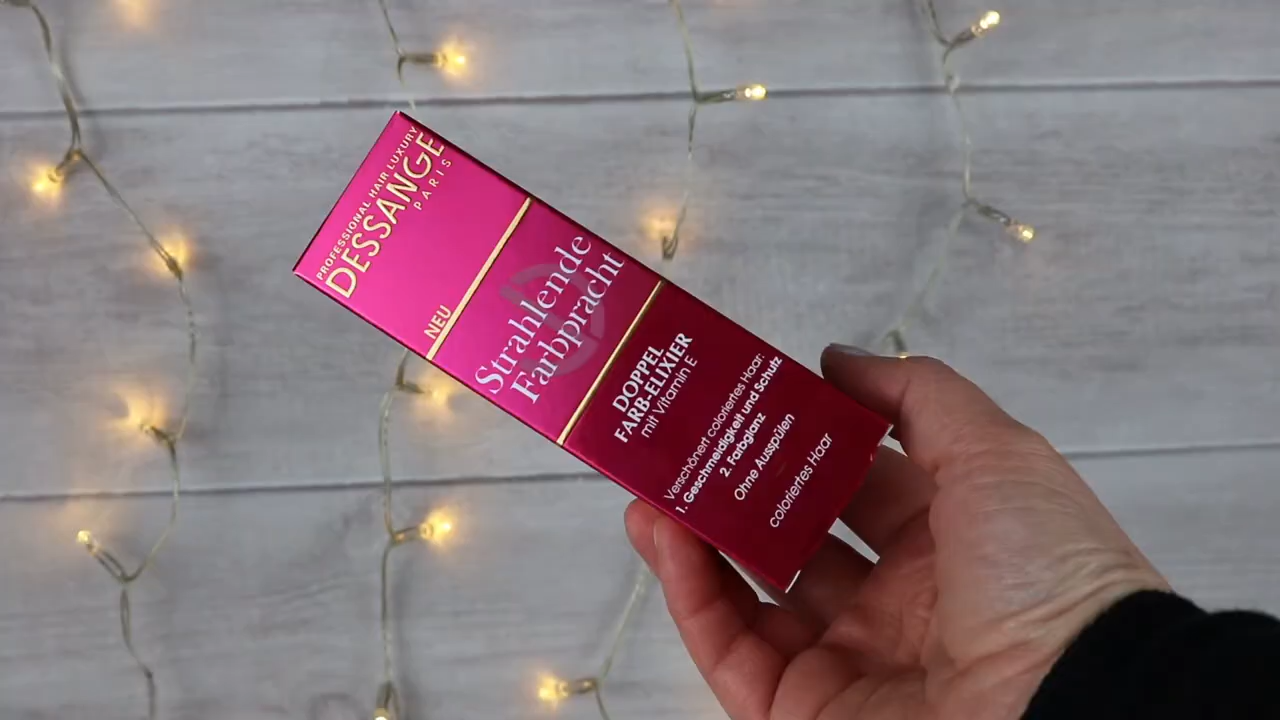 PROFESSIONAL HAIR LUXURY
DESSANGE
PARIS
NEU
Strahlende
Farbpracht
DOPPEL
FARB-ELIXIER
mit Vitamin E
Verschönert coloriertes Haar:
1. Geschmeidigkeit und Schutz
2. Farbglanz
Ohne Ausspülen
coloriertes Haar